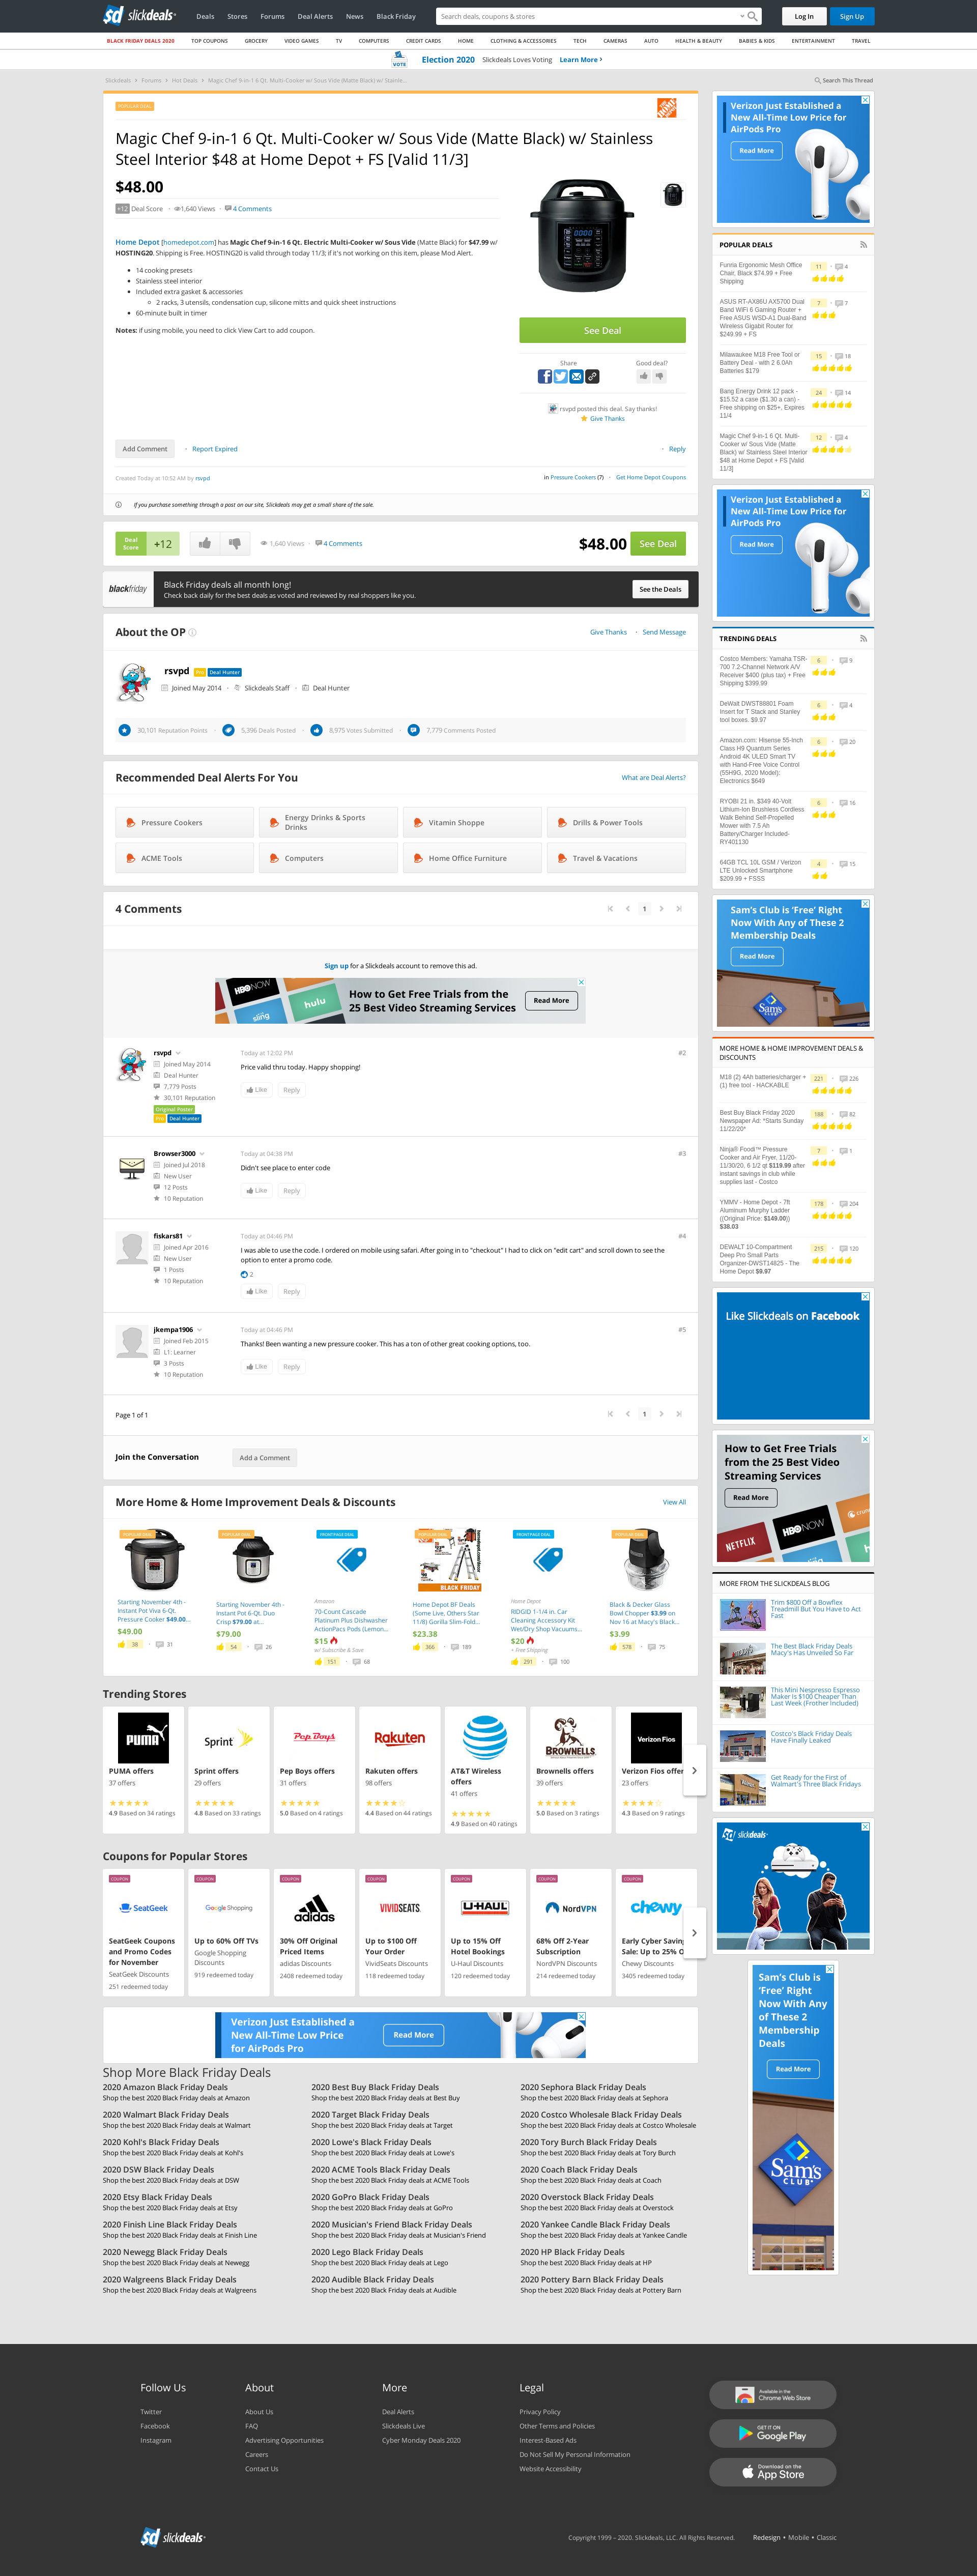 slickdeals
Deals Stores Forums Deal Alerts News Black Friday
Search deals, coupons & stores
Log In Sign Up
BLACK FRIDAY DEALS 2020 TOP COUPONS GROCERY VIDEO GAMES TV COMPUTERS CREDIT CARDS HOME CLOTHING & ACCESSORIES TECH CAMERAS AUTO HEALTH & BEAUTY BABIES & KIDS ENTERTAINMENT TRAVEL
VOTE Election 2020 Slickdeals Loves Voting Learn More
Slickdeals Forums Hot Deals Magic Chef 9-in-1 6 Qt. Multi-Cooker w/ Sous Vide (Matte Black) w/ Stainle...
Search This Thread
POPULAR DEAL
Magic Chef 9-in-1 6 Qt. Multi-Cooker w/ Sous Vide (Matte Black) w/ Stainless
Steel Interior $48 at Home Depot + FS [Valid 11/3]
$48.00
+12 Deal Score 1,640 Views 4 Comments
Home Depot [homedepot.com] has Magic Chef 9-in-1 6 Qt. Electric Multi-Cooker w/ Sous Vide (Matte Black) for $47.99 w/
HOSTING20. Shipping is Free. HOSTING20 is valid through today 11/3; if it's not working on this item, please Mod Alert.
14 cooking presets
Stainless steel interior
Included extra gasket & accessories
2 racks, 3 utensils, condensation cup, silicone mitts and quick sheet instructions
60-minute built in timer
Notes: if using mobile, you need to click View Cart to add coupon.
See Deal
Share Good deal?
rsvpd posted this deal. Say thanks!
Give Thanks
Add Comment Report Expired Reply
Created Today at 10:52 AM by rsvpd
in Pressure Cookers (7) Get Home Depot Coupons
If you purchase something through a post on our site, Slickdeals may get a small share of the sale.
Deal
Score
+12
1,640 Views 4 Comments
$48.00 See Deal
blackfriday
Black Friday deals all month long!
Check back daily for the best deals as voted and reviewed by real shoppers like you.
See the Deals
About the OP
Give Thanks Send Message
rsvpd Pro Deal Hunter
Joined May 2014 Slickdeals Staff Deal Hunter
30,101 Reputation Points 5,396 Deals Posted 8,975 Votes Submitted 7,779 Comments Posted
Recommended Deal Alerts For You
What are Deal Alerts?
Pressure Cookers
Energy Drinks & Sports
Drinks
Vitamin Shoppe
Drills & Power Tools
ACME Tools
Computers
Home Office Furniture
Travel & Vacations
4 Comments
1
Sign up for a Slickdeals account to remove this ad.
HBO NOW
sling
hulu
How to Get Free Trials from the
25 Best Video Streaming Services
Read More
rsvpd
Joined May 2014
Deal Hunter
7,779 Posts
30,101 Reputation
Original Poster
Pro Deal Hunter
Today at 12:02 PM
#2
Price valid thru today. Happy shopping!
Like Reply
Browser3000
Joined Jul 2018
New User
12 Posts
10 Reputation
Today at 04:38 PM
#3
Didn't see place to enter code
Like Reply
fiskars81
Joined Apr 2016
New User
1 Posts
10 Reputation
Today at 04:46 PM
#4
I was able to use the code. I ordered on mobile using safari. After going in to "checkout" I had to click on "edit cart" and scroll down to see the
option to enter a promo code.
2
Like Reply
jkempa1906
Joined Feb 2015
L1: Learner
3 Posts
10 Reputation
Today at 04:46 PM
#5
Thanks! Been wanting a new pressure cooker. This has a ton of other great cooking options, too.
Like Reply
Page 1 of 1
1
Join the Conversation
Add a Comment
More Home & Home Improvement Deals & Discounts
View All
POPULAR DEAL
Starting November 4th -
Instant Pot Viva 6-Qt.
Pressure Cooker $49.00...
$49.00
38 31
POPULAR DEAL
Starting November 4th -
Instant Pot 6-Qt. Duo
Crisp $79.00 at...
$79.00
54 26
FRONTPAGE DEAL
Amazon
70-Count Cascade
Platinum Plus Dishwasher
ActionPacs Pods (Lemon...
$15
w/ Subscribe & Save
151 68
POPULAR DEAL
BLACK FRIDAY
Home Depot BF Deals
(Some Live, Others Star
11/8) Gorilla Slim-Fold...
$23.38
366 189
FRONTPAGE DEAL
Home Depot
RIDGID 1-1/4 in. Car
Cleaning Accessory Kit
Wet/Dry Shop Vacuums...
$20
+ Free Shipping
291 100
POPULAR DEAL
Black & Decker Glass
Bowl Chopper $3.99 on
Nov 16 at Macy's Black...
$3.99
578 75
Trending Stores
PUMA
PUMA offers
37 offers
4.9 Based on 34 ratings
Sprint
Sprint offers
29 offers
4.8 Based on 33 ratings
Pep Boys
Pep Boys offers
31 offers
5.0 Based on 4 ratings
Rakuten
Rakuten offers
98 offers
4.4 Based on 44 ratings
AT&T Wireless
offers
41 offers
4.9 Based on 40 ratings
BROWNELLS
Brownells offers
39 offers
5.0 Based on 3 ratings
Verizon Fios
Verizon Fios offers
23 offers
4.3 Based on 9 ratings
Coupons for Popular Stores
COUPON
SeatGeek
SeatGeek Coupons
and Promo Codes
for November
SeatGeek Discounts
251 redeemed today
COUPON
Google Shopping
Up to 60% Off TVs
Google Shopping
Discounts
919 redeemed today
COUPON
adidas
30% Off Original
Priced Items
adidas Discounts
2408 redeemed today
COUPON
VIVIDSEATS.
Up to $100 Off
Your Order
VividSeats Discounts
118 redeemed today
COUPON
U-HAUL
Up to 15% Off
Hotel Bookings
U-Haul Discounts
120 redeemed today
COUPON
NordVPN
68% Off 2-Year
Subscription
NordVPN Discounts
214 redeemed today
COUPON
chewy
Early Cyber Saving
Sale: Up to 25% O
Chewy Discounts
3405 redeemed today
Verizon Just Established a
New All-Time Low Price
for AirPods Pro
Read More
Shop More Black Friday Deals
2020 Amazon Black Friday Deals
Shop the best 2020 Black Friday deals at Amazon
2020 Best Buy Black Friday Deals
Shop the best 2020 Black Friday deals at Best Buy
2020 Sephora Black Friday Deals
Shop the best 2020 Black Friday deals at Sephora
2020 Walmart Black Friday Deals
Shop the best 2020 Black Friday deals at Walmart
2020 Target Black Friday Deals
Shop the best 2020 Black Friday deals at Target
2020 Costco Wholesale Black Friday Deals
Shop the best 2020 Black Friday deals at Costco Wholesale
2020 Kohl's Black Friday Deals
Shop the best 2020 Black Friday deals at Kohl's
2020 Lowe's Black Friday Deals
Shop the best 2020 Black Friday deals at Lowe's
2020 Tory Burch Black Friday Deals
Shop the best 2020 Black Friday deals at Tory Burch
2020 DSW Black Friday Deals
Shop the best 2020 Black Friday deals at DSW
2020 ACME Tools Black Friday Deals
Shop the best 2020 Black Friday deals at ACME Tools
2020 Coach Black Friday Deals
Shop the best 2020 Black Friday deals at Coach
2020 Etsy Black Friday Deals
Shop the best 2020 Black Friday deals at Etsy
2020 GoPro Black Friday Deals
Shop the best 2020 Black Friday deals at GoPro
2020 Overstock Black Friday Deals
Shop the best 2020 Black Friday deals at Overstock
2020 Finish Line Black Friday Deals
Shop the best 2020 Black Friday deals at Finish Line
2020 Musician's Friend Black Friday Deals
Shop the best 2020 Black Friday deals at Musician's Friend
2020 Yankee Candle Black Friday Deals
Shop the best 2020 Black Friday deals at Yankee Candle
2020 Newegg Black Friday Deals
Shop the best 2020 Black Friday deals at Newegg
2020 Lego Black Friday Deals
Shop the best 2020 Black Friday deals at Lego
2020 HP Black Friday Deals
Shop the best 2020 Black Friday deals at HP
2020 Walgreens Black Friday Deals
Shop the best 2020 Black Friday deals at Walgreens
2020 Audible Black Friday Deals
Shop the best 2020 Black Friday deals at Audible
2020 Pottery Barn Black Friday Deals
Shop the best 2020 Black Friday deals at Pottery Barn
Verizon Just Established a
New All-Time Low Price for
AirPods Pro
Read More
POPULAR DEALS
Funria Ergonomic Mesh Office
Chair, Black $74.99 + Free
Shipping
11 4
ASUS RT-AX86U AX5700 Dual
Band WiFi 6 Gaming Router +
Free ASUS WSD-A1 Dual-Band
Wireless Gigabit Router for
$249.99 + FS
7 7
Milawaukee M18 Free Tool or
Battery Deal - with 2 6.0Ah
Batteries $179
15 18
Bang Energy Drink 12 pack -
$15.52 a case ($1.30 a can) -
Free shipping on $25+. Expires
11/4
24 14
Magic Chef 9-in-1 6 Qt. Multi-
Cooker w/ Sous Vide (Matte
Black) w/ Stainless Steel Interior
$48 at Home Depot + FS [Valid
11/3]
12 4
Verizon Just Established a
New All-Time Low Price for
AirPods Pro
Read More
TRENDING DEALS
Costco Members: Yamaha TSR-
700 7.2-Channel Network A/V
Receiver $400 (plus tax) + Free
Shipping $399.99
6 9
DeWalt DWST88801 Foam
Insert for T Stack and Stanley
tool boxes. $9.97
6 4
Amazon.com: Hisense 55-Inch
Class H9 Quantum Series
Android 4K ULED Smart TV
with Hand-Free Voice Control
(55H9G, 2020 Model):
Electronics $649
6 20
RYOBI 21 in. $349 40-Volt
Lithium-Ion Brushless Cordless
Walk Behind Self-Propelled
Mower with 7.5 Ah
Battery/Charger Included-
RY401130
6 16
64GB TCL 10L GSM / Verizon
LTE Unlocked Smartphone
$209.99 + FSSS
4 15
Sam's Club is 'Free' Right
Now With Any of These 2
Membership Deals
Read More
Sam's
CLUB
MORE HOME & HOME IMPROVEMENT DEALS &
DISCOUNTS
M18 (2) 4Ah batteries/charger +
(1) free tool - HACKABLE
221 226
Best Buy Black Friday 2020
Newspaper Ad: *Starts Sunday
11/22/20*
188 82
Ninja® Foodi™ Pressure
Cooker and Air Fryer, 11/20-
11/30/20, 6 1/2 qt $119.99 after
instant savings in club while
supplies last - Costco
7 1
YMMV - Home Depot - 7ft
Aluminum Murphy Ladder
((Original Price: $149.00))
$38.03
178 204
DEWALT 10-Compartment
Deep Pro Small Parts
Organizer-DWST14825 - The
Home Depot $9.97
215 120
Like Slickdeals on Facebook
How to Get Free Trials
from the 25 Best Video
Streaming Services
Read More
NETFLIX
HBO NOW
crunchyroll
MORE FROM THE SLICKDEALS BLOG
Trim $800 Off a Bowflex
Treadmill But You Have to Act
Fast
The Best Black Friday Deals
Macy's Has Unveiled So Far
This Mini Nespresso Espresso
Maker Is $100 Cheaper Than
Last Week (Frother Included)
Costco's Black Friday Deals
Have Finally Leaked
Get Ready for the First of
Walmart's Three Black Fridays
slickdeals
Sam's Club is
'Free' Right
Now With Any
of These 2
Membership
Deals
Read More
Sam's
CLUB
Follow Us
Twitter
Facebook
Instagram
About
About Us
FAQ
Advertising Opportunities
Careers
Contact Us
More
Deal Alerts
Slickdeals Live
Cyber Monday Deals 2020
Legal
Privacy Policy
Other Terms and Policies
Interest-Based Ads
Do Not Sell My Personal Information
Website Accessibility
Available in the
Chrome Web Store
GET IT ON
Google Play
Download on the
App Store
slickdeals
Copyright 1999 – 2020. Slickdeals, LLC. All Rights Reserved. Redesign • Mobile • Classic